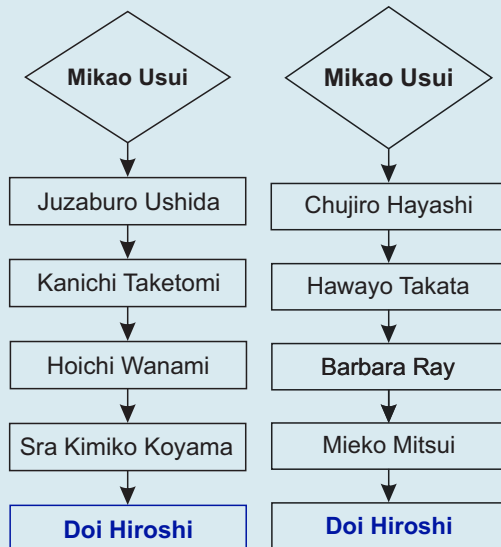 Mikao Usui
Juzaburo Ushida
Kanichi Taketomi
Hoichi Wanami
Sra Kimiko Koyama
Doi Hiroshi
Mikao Usui
Chujiro Hayashi
Hawayo Takata
Barbara Ray
Mieko Mitsui
Doi Hiroshi